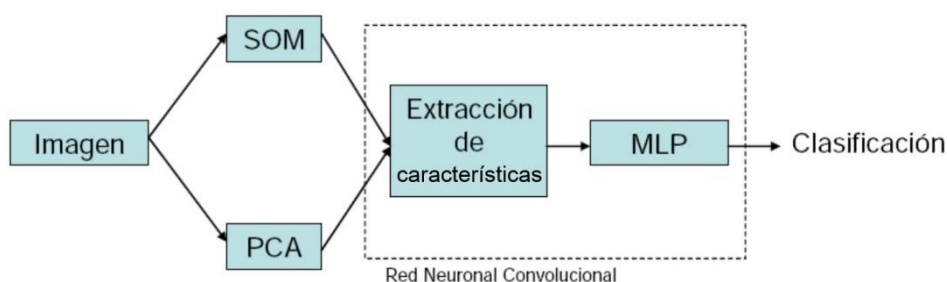 SOM
Imagen
Extracción
de
características
MLP
Clasificación
PCA
Red Neuronal Convolucional